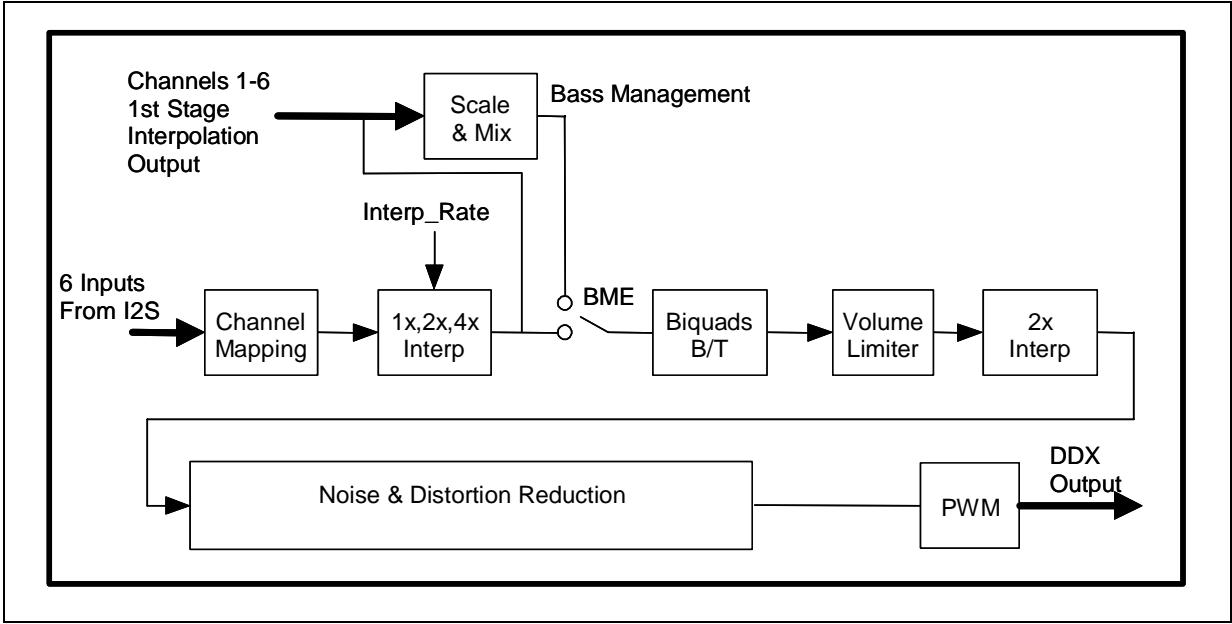 Channels 1-6
1st Stage
Interpolation
Output
Scale
& Mix
Bass Management
Interp_Rate
6 Inputs
From I2S
Channel
Mapping
1x,2x,4x
Interp
BME
Biquads
B/T
Volume
Limiter
2x
Interp
Noise & Distortion Reduction
PWM
DDX
Output